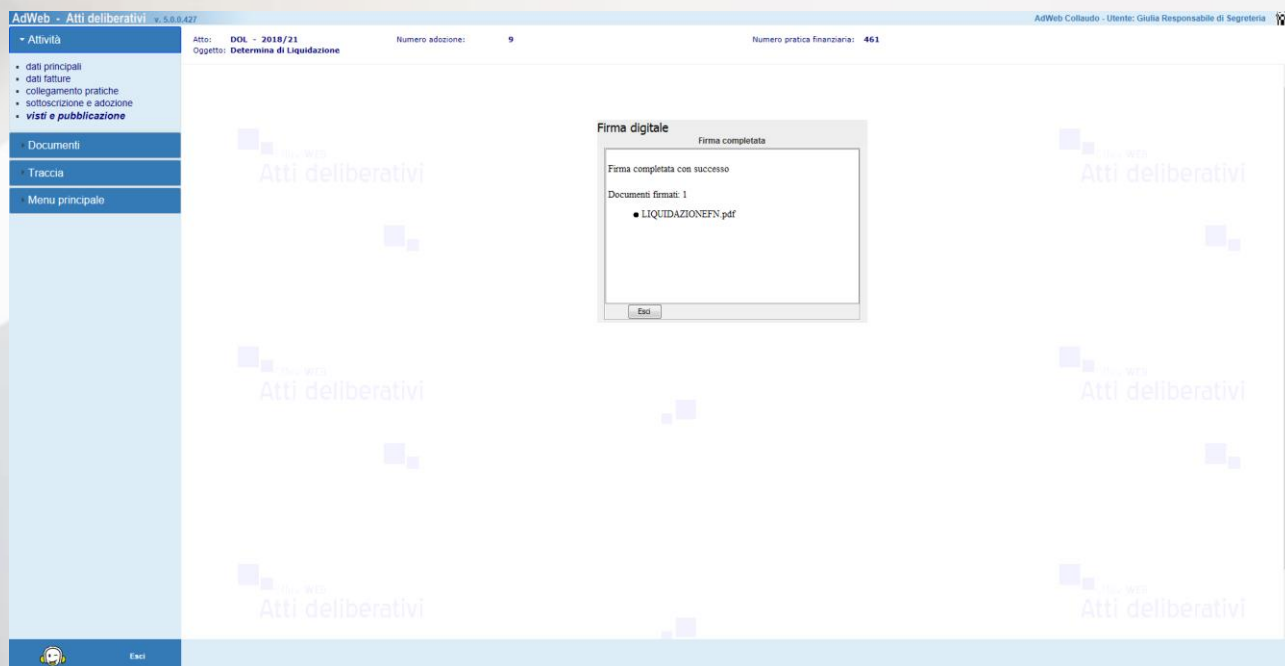 AdWeb - Atti deliberativi v. 5.0.0.427
AdWeb Collaudo - Utente: Giulia Responsabile di Segreteria
Attività
dati principali
dati fatture
collegamento pratiche
sottoscrizione e adozione
visti e pubblicazione
Documenti
Traccia
Menu principale
Atto: DOL - 2018/21 Numero adozione: 9 Numero pratica finanziaria: 461
Oggetto: Determina di Liquidazione
Firma digitale
Firma completata
Firma completata con successo
Documenti firmati: 1
LIQUIDAZIONEFN.pdf
Esci
Atti deliberativi
Atti deliberativi
Atti deliberativi
Atti deliberativi
Atti deliberativi
Atti deliberativi
Esci